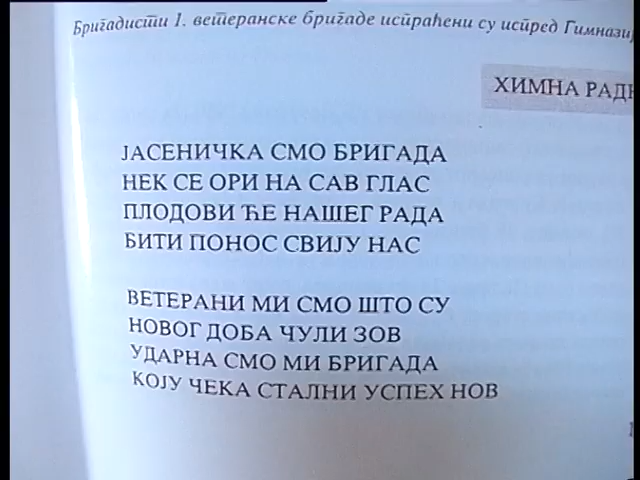 Бригадисти 1. ветеранске бригаде испраћени су испред
ХИМНА
ЈАСЕНИЧКА СМО БРИГАДА
НЕК СЕ ОРИ НА САВ ГЛАС
ПЛОДОВИ ЋЕ НАШЕГ РАДА
БИТИ ПОНОС СВИЈУ НАС
ВЕТЕРАНИ МИ СМО ШТО СУ
НОВОГ ДОБА ЧУЛИ ЗОВ
УДАРНА СМО МИ БРИГАДА
КОЈУ ЧЕКА СТАЛНИ УСПЕХ НОВ